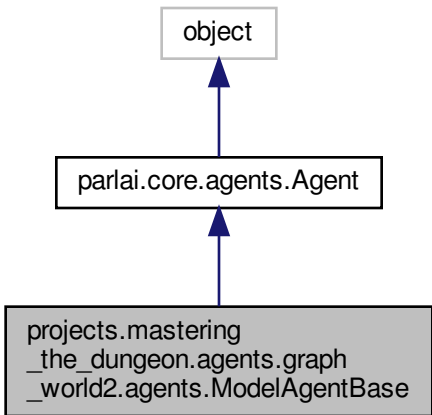 object
parlai.core.agents.Agent
projects.mastering
_the_dungeon.agents.graph
_world2.agents.ModelAgentBase